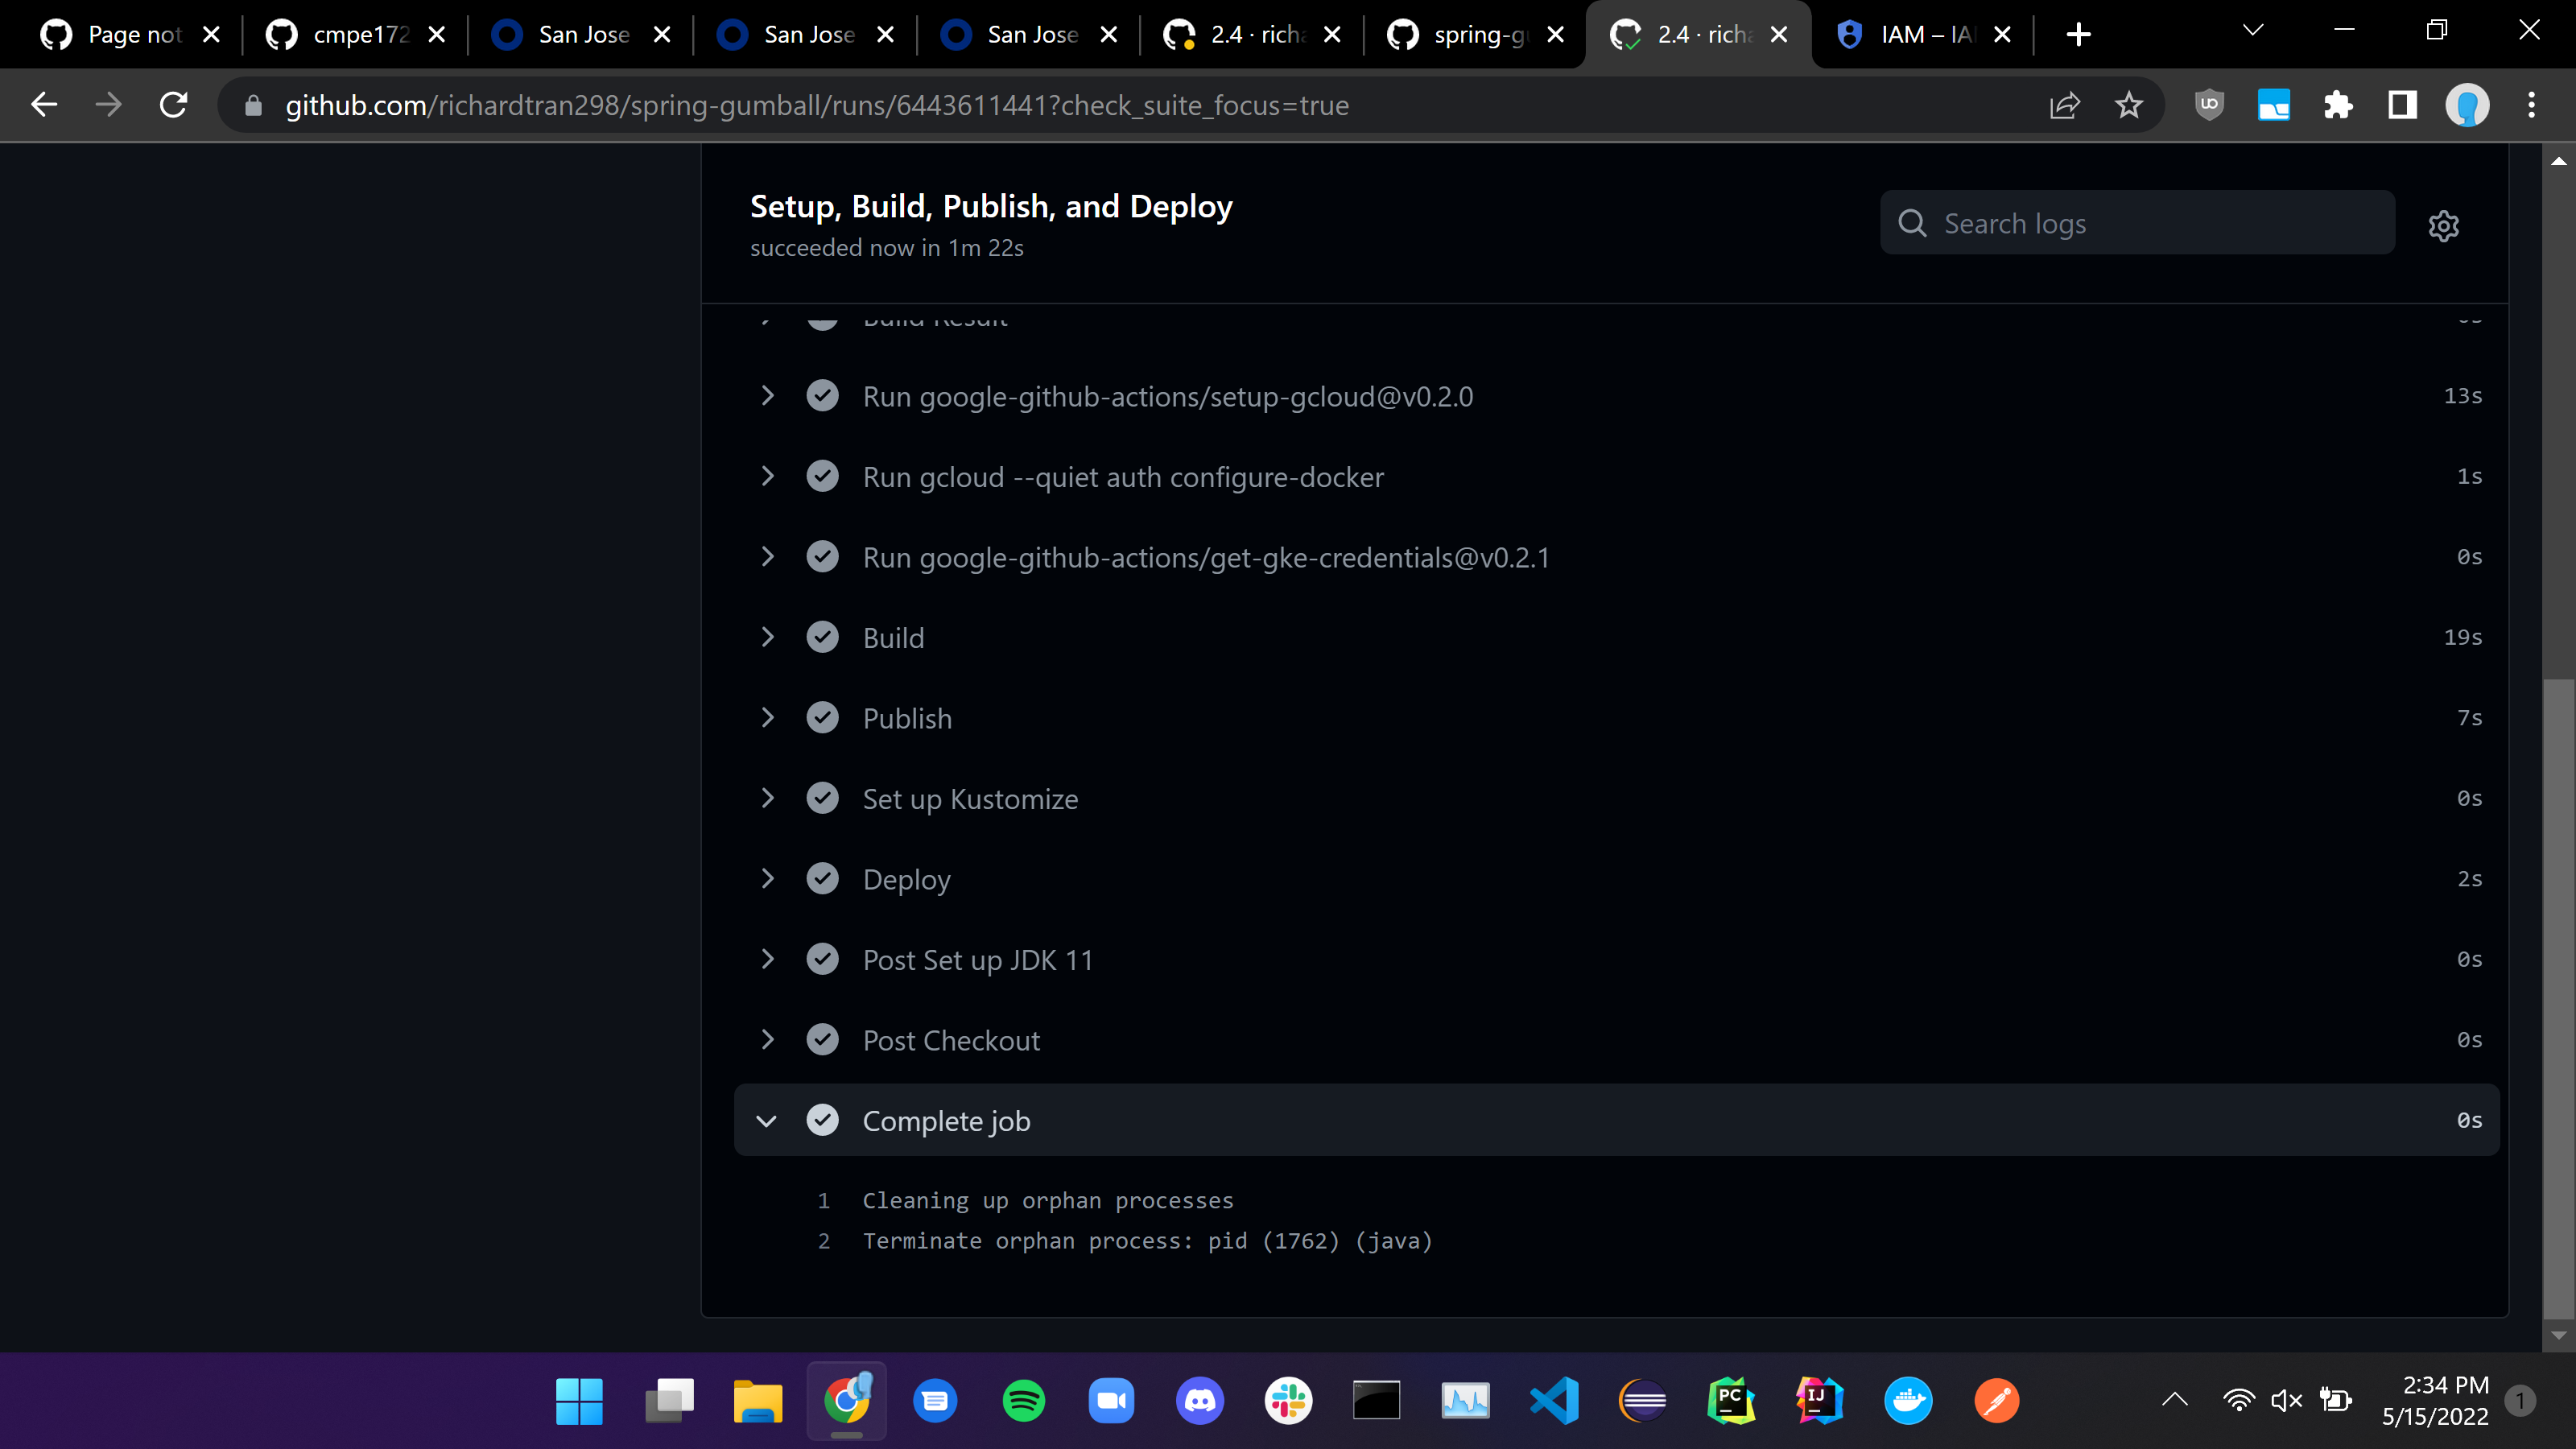 Page not
cmpe172
San Jose
San Jose
San Jose
2.4 · richa
spring-gu
2.4 · richa
IAM – IA
github.com/richardtran298/spring-gumball/runs/6443611441?check_suite_focus=true
Setup, Build, Publish, and Deploy
succeeded now in 1m 22s
Search logs
Build Result
Run google-github-actions/setup-gcloud@v0.2.0 13s
Run gcloud --quiet auth configure-docker 1s
Run google-github-actions/get-gke-credentials@v0.2.1 0s
Build 19s
Publish 7s
Set up Kustomize 0s
Deploy 2s
Post Set up JDK 11 0s
Post Checkout 0s
Complete job 0s
1 Cleaning up orphan processes
2 Terminate orphan process: pid (1762) (java)
PC
IJ
2:34 PM
5/15/2022
1